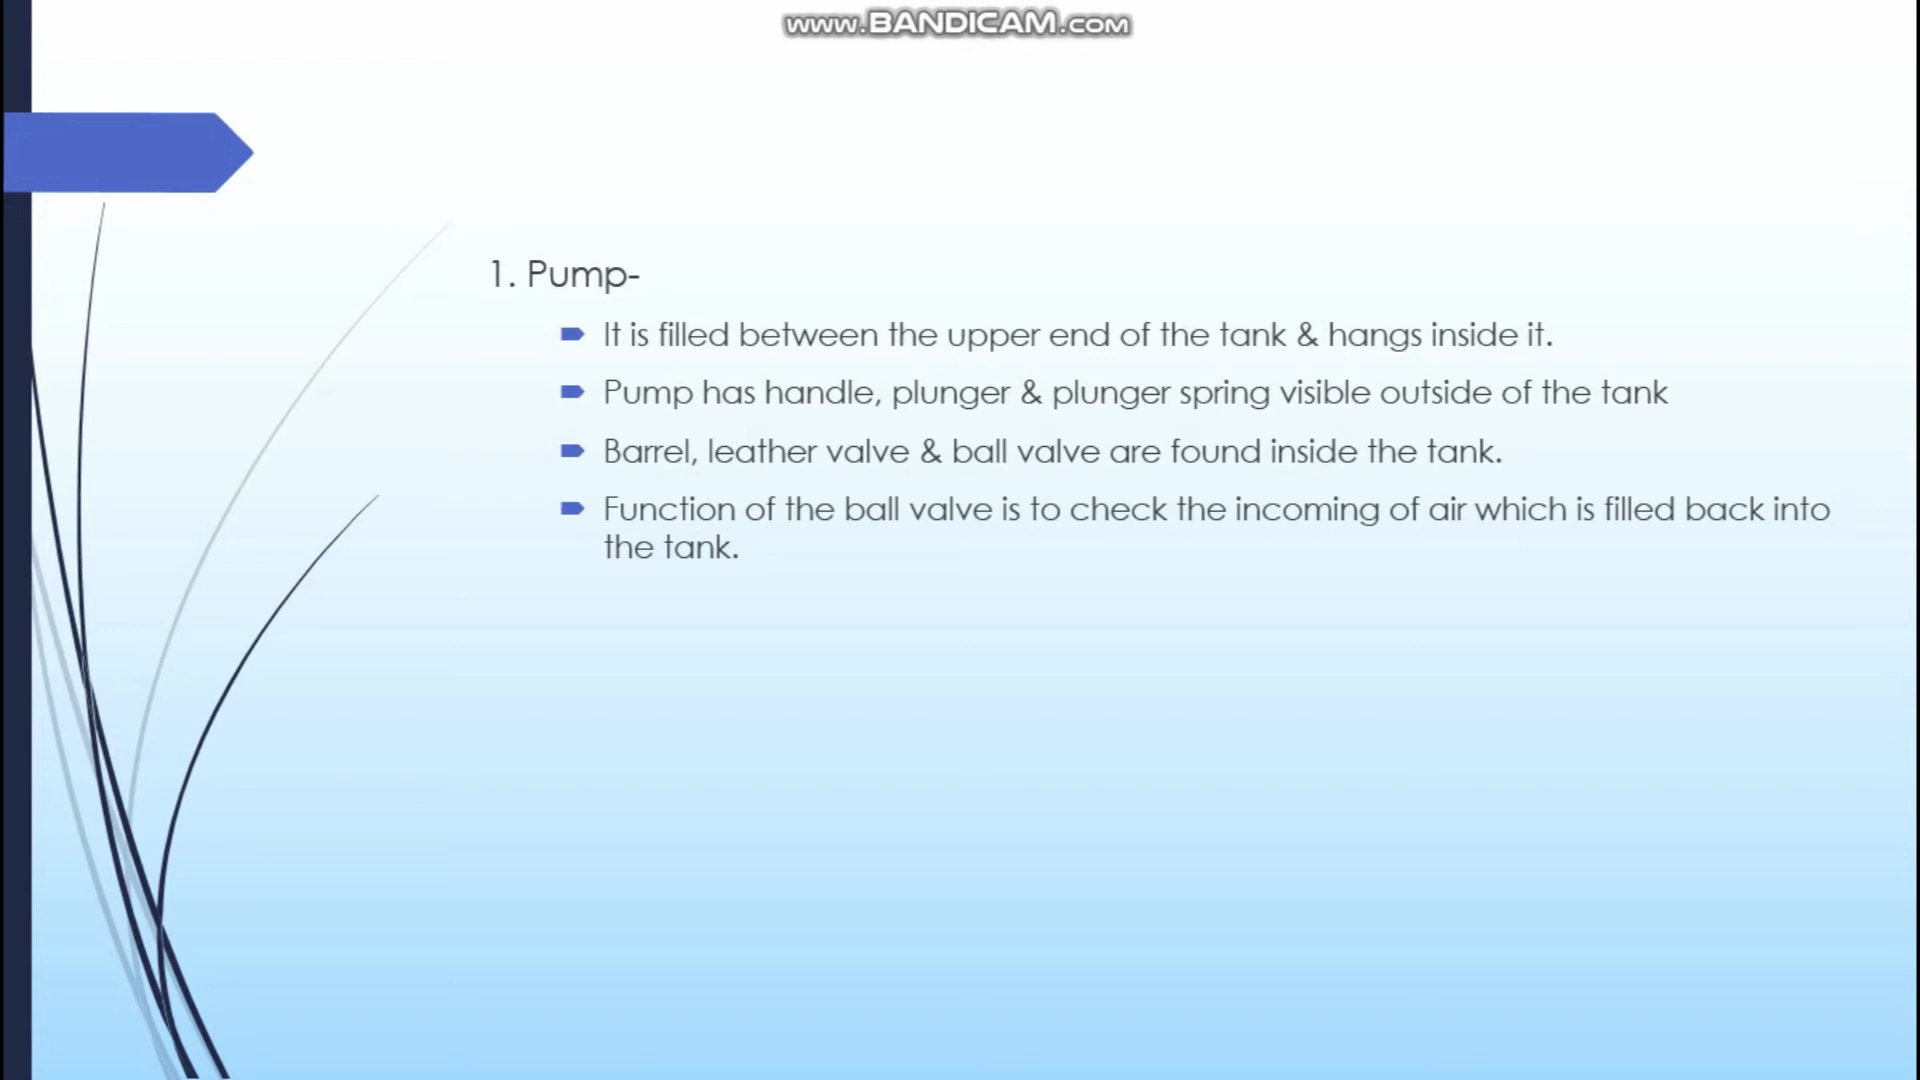 www.BANDICAM.com
1. Pump-
It is filled between the upper end of the tank & hangs inside it.
Pump has handle, plunger & plunger spring visible outside of the tank
Barrel, leather valve & ball valve are found inside the tank.
Function of the ball valve is to check the incoming of air which is filled back into
the tank.